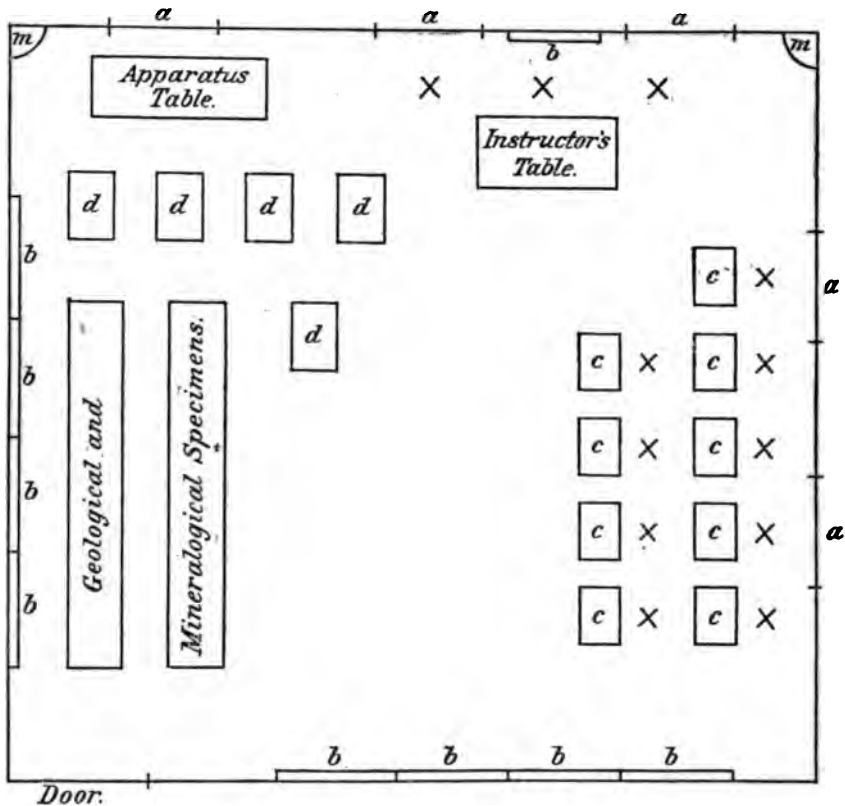 a a a
m b m
Apparatus
Table.
Instructor's
Table.
d d d d
b
c
a
d
b
c c
Geological and
Mineralogical Specimens.
c c
b
c c
a
b
c c
b b b b
Door.